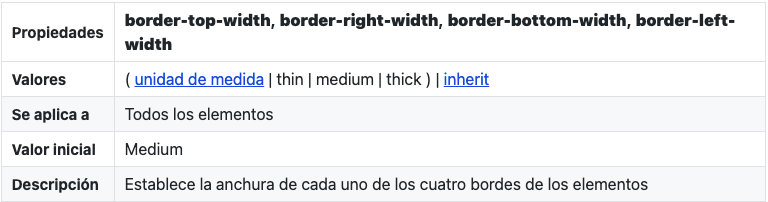 Propiedades
border-top-width, border-right-width, border-bottom-width, border-left-
width
Valores
( unidad de medida | thin | medium | thick ) | inherit
Se aplica a
Todos los elementos
Valor inicial
Medium
Descripción
Establece la anchura de cada uno de los cuatro bordes de los elementos